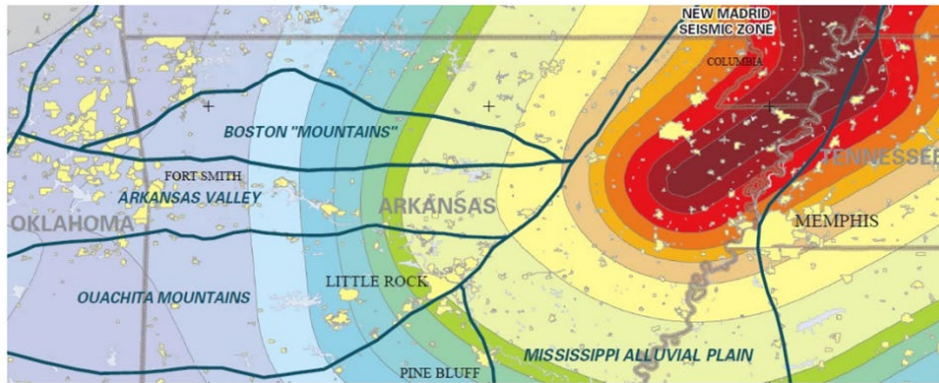 NEW MADRID
SEISMIC ZONE
COLUMBIA
BOSTON "MOUNTAINS"
TENNESSEE
FORT SMITH
ARKANSAS VALLEY
ARKANSAS
OKLAHOMA
MEMPHIS
LITTLE ROCK
OUACHITA MOUNTAINS
MISSISSIPPI ALLUVIAL PLAIN
PINE BLUFF